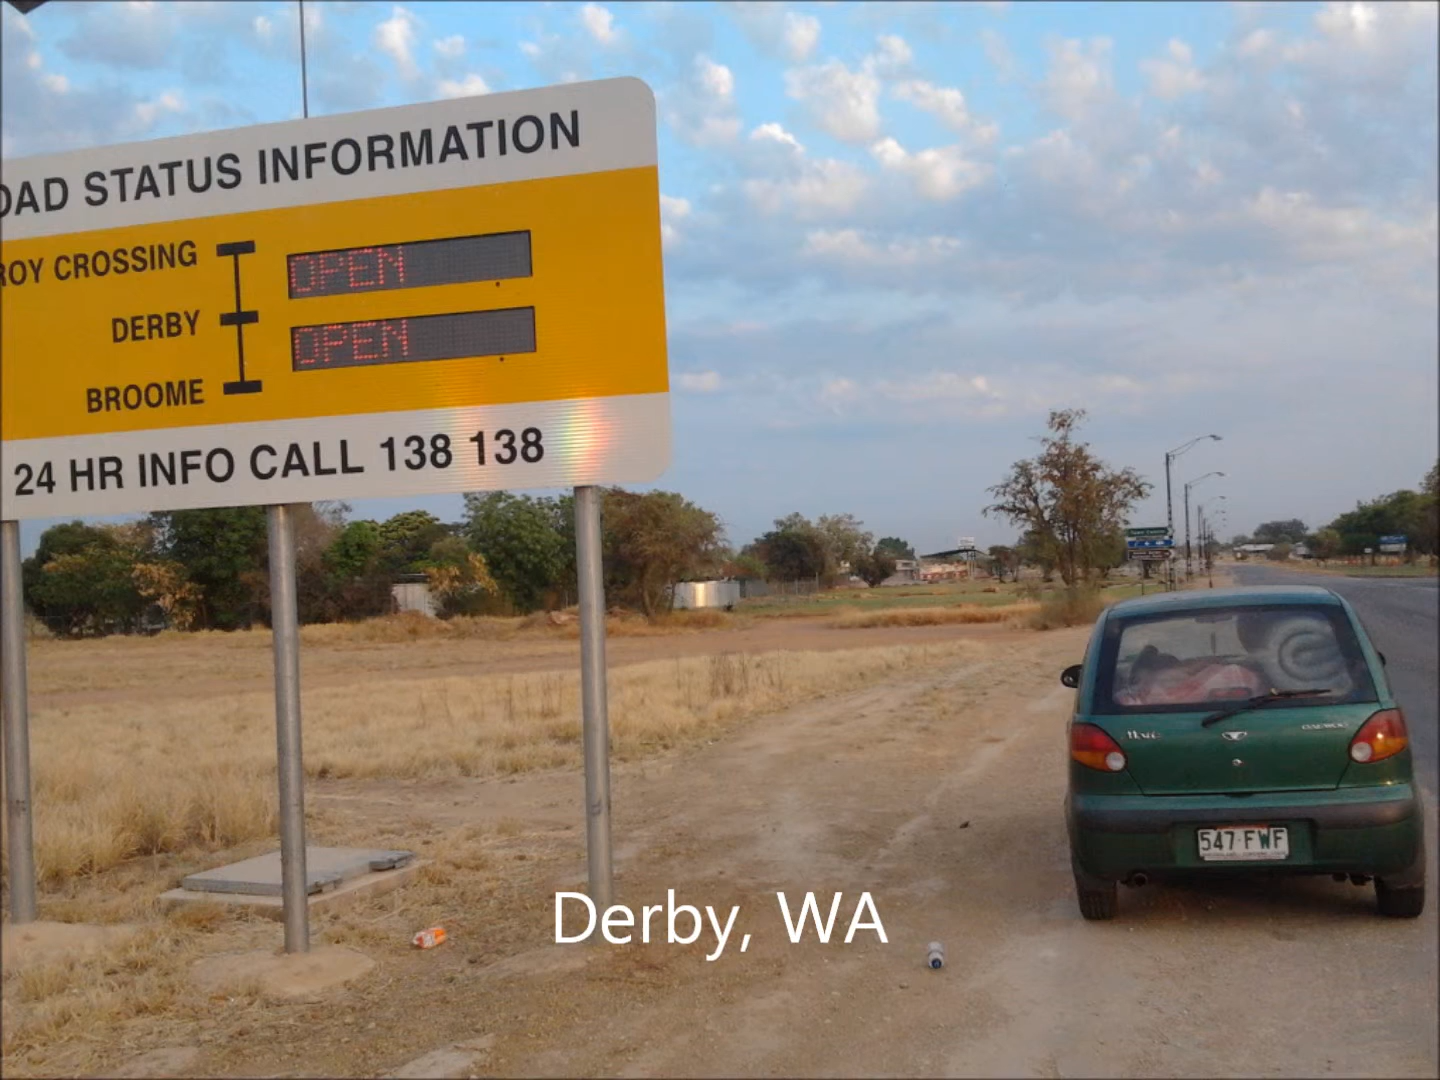 OAD STATUS INFORMATION
ROY CROSSING
OPEN
DERBY
OPEN
BROOME
24 HR INFO CALL 138 138
DAEWOO
547·FWF
Derby, WA